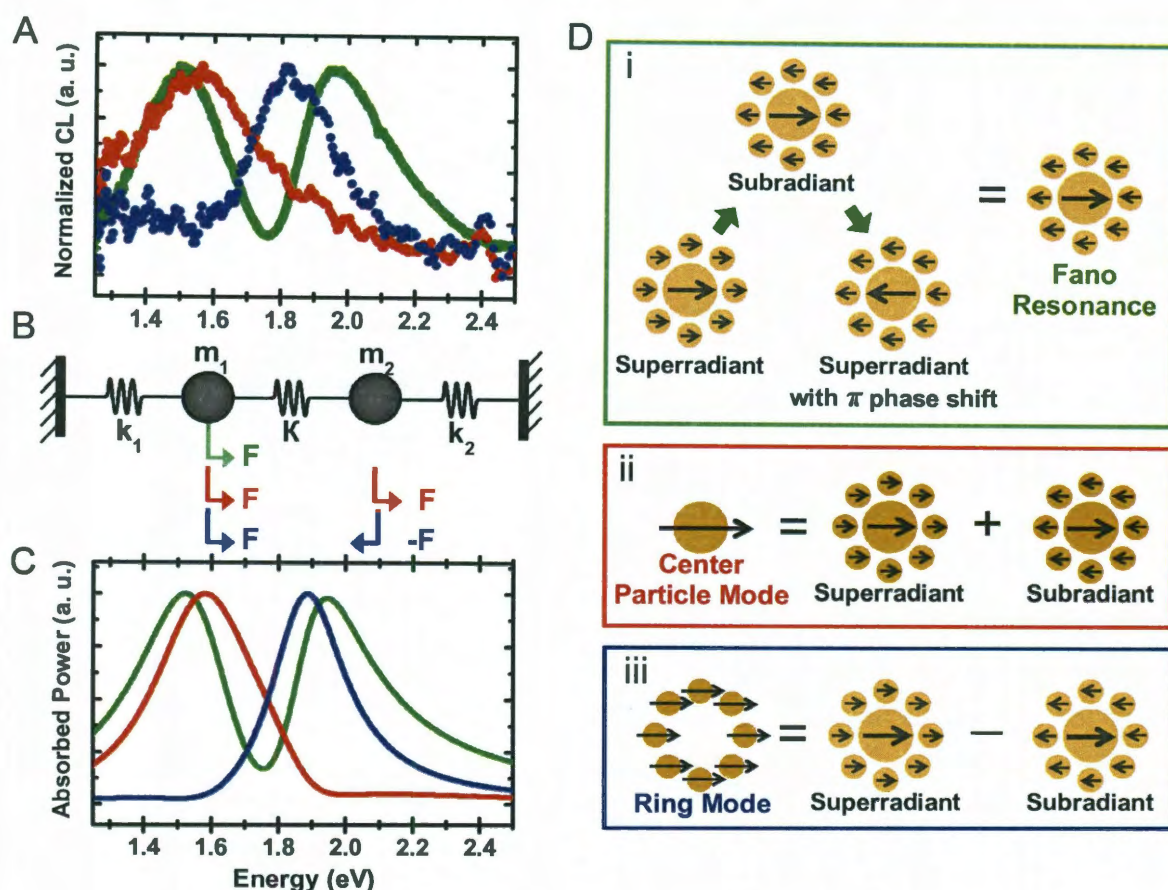 A
Normalized CL (a. u.)
1.4 1.6 1.8 2.0 2.2 2.4
B
m1 m2
k1 K k2
F
F F
F -F
C
Absorbed Power (a. u.)
1.4 1.6 1.8 2.0 2.2 2.4
Energy (eV)
D
i
Subradiant
=
Superradiant
Superradiant
with π phase shift
Fano
Resonance
ii
= +
Center
Particle Mode
Superradiant
Subradiant
iii
= −
Ring Mode
Superradiant
Subradiant